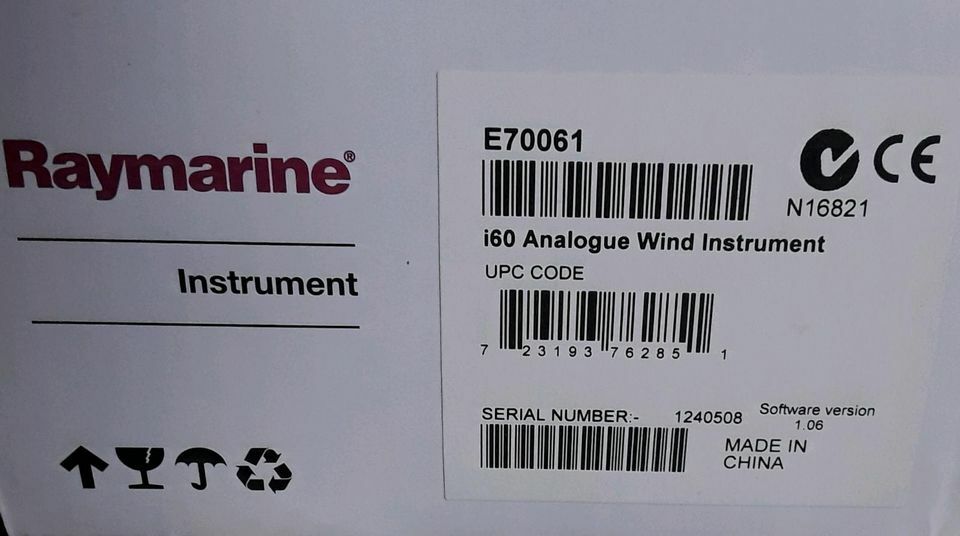 Raymarine®
Instrument
E70061
N16821
i60 Analogue Wind Instrument
UPC CODE
7 23193 76285 1
SERIAL NUMBER:- 1240508
Software version
1.06
MADE IN
CHINA
CE